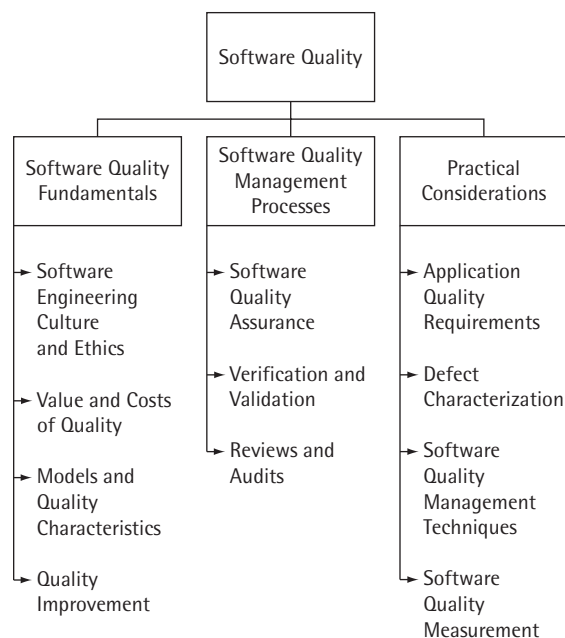 Software Quality
Software Quality
Fundamentals
Software
Engineering
Culture
and Ethics
Value and Costs
of Quality
Models and
Quality
Characteristics
Quality
Improvement
Software Quality
Management
Processes
Software
Quality
Assurance
Verification and
Validation
Reviews and
Audits
Practical
Considerations
Application
Quality
Requirements
Defect
Characterization
Software
Quality
Management
Techniques
Software
Quality
Measurement